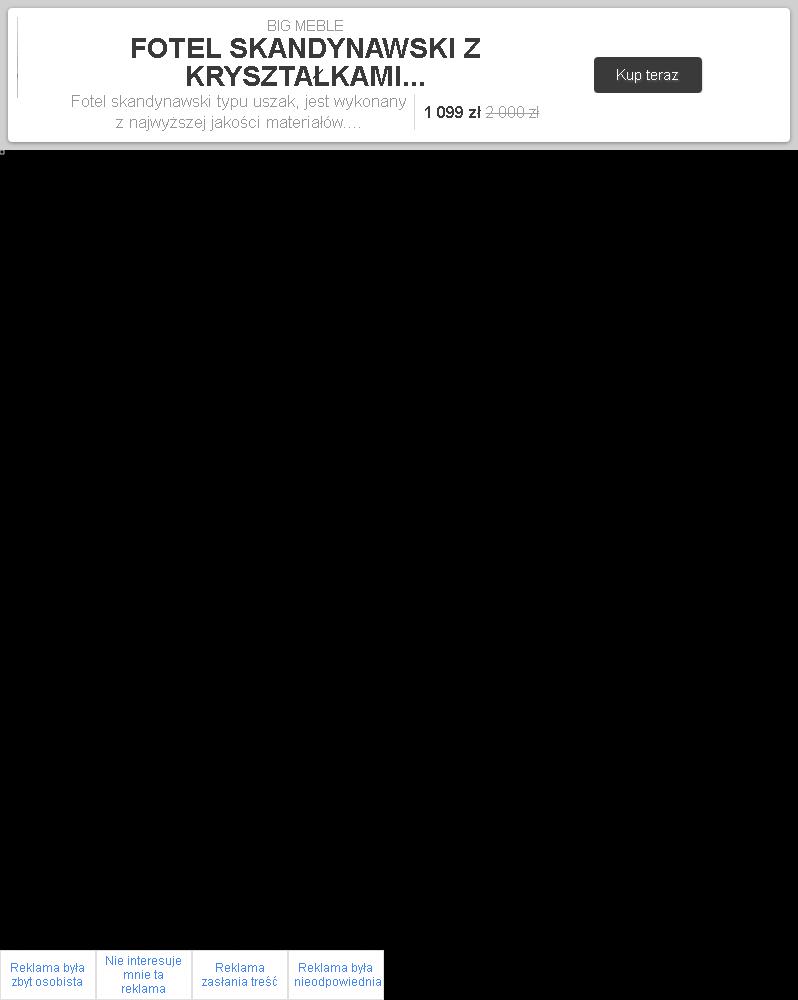 BIG MEBLE
FOTEL SKANDYNAWSKI Z
KRYSZTAŁKAMI...
Fotel skandynawski typu uszak, jest wykonany
z najwyższej jakości materiałów....
1 099 zł 2 000 zł
Kup teraz
Reklama była
zbyt osobista
Nie interesuje
mnie ta
reklama
Reklama
zasłania treść
Reklama była
nieodpowiednia